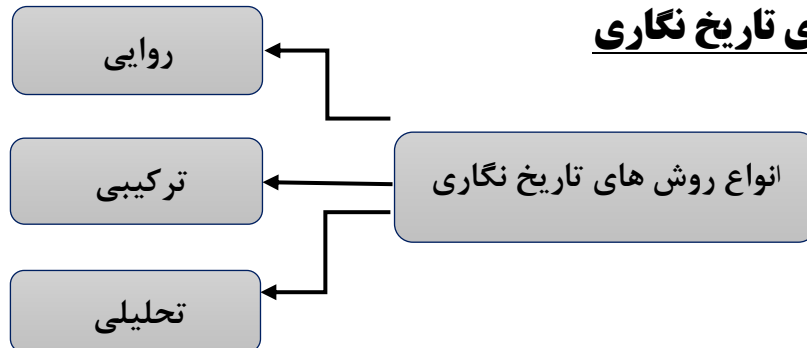 ی تاریخ نگاری
روایی
انواع روش های تاریخ نگاری
ترکیبی
تحلیلی